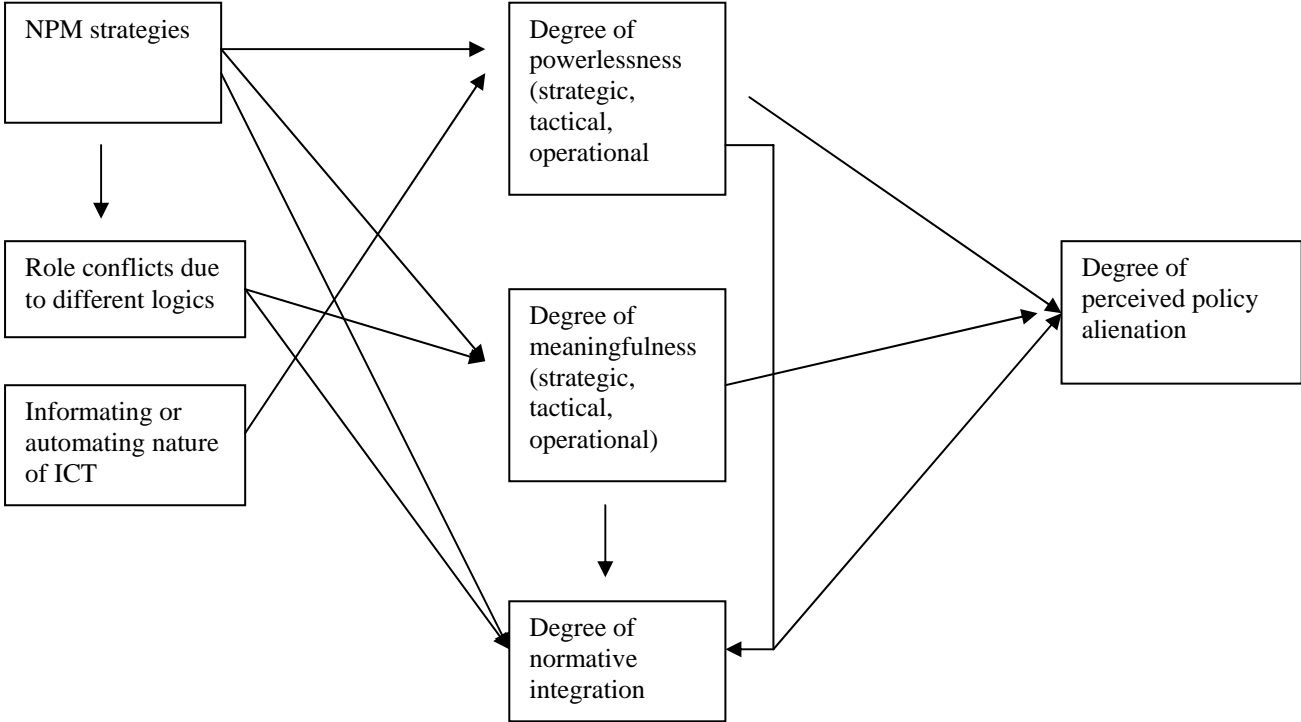 NPM strategies
Degree of
powerlessness
(strategic,
tactical,
operational
Role conflicts due
to different logics
Degree of
perceived policy
alienation
Degree of
meaningfulness
(strategic,
tactical,
operational)
Informating or
automating nature
of ICT
Degree of
normative
integration